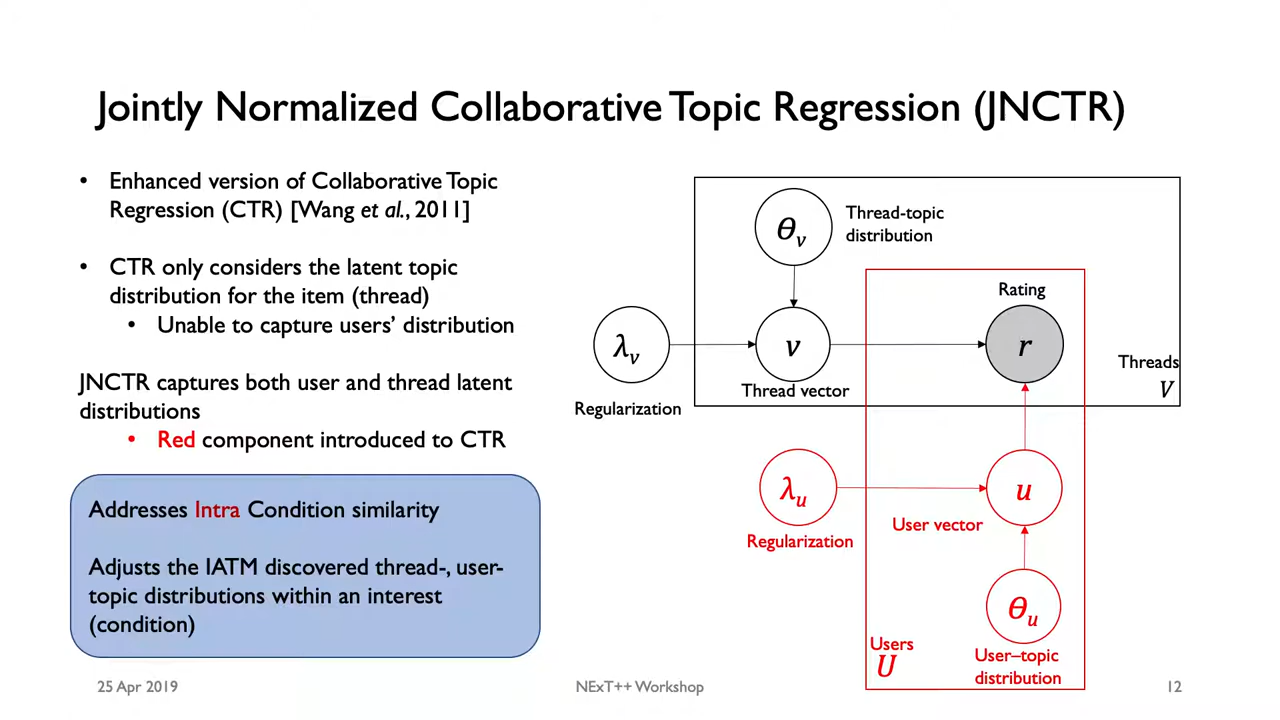 Jointly Normalized Collaborative Topic Regression (JNCTR)
• Enhanced version of Collaborative Topic
Regression (CTR) [Wang et al., 2011]
• CTR only considers the latent topic
distribution for the item (thread)
• Unable to capture users' distribution
JNCTR captures both user and thread latent
distributions
• Red component introduced to CTR
Addresses Intra Condition similarity
Adjusts the IATM discovered thread-, user-
topic distributions within an interest
(condition)
θv
Thread-topic
distribution
Rating
λv
v
r
Threads
V
Thread vector
Regularization
λu
u
User vector
Regularization
θu
Users
U
User–topic
distribution
25 Apr 2019
NExT++ Workshop
12